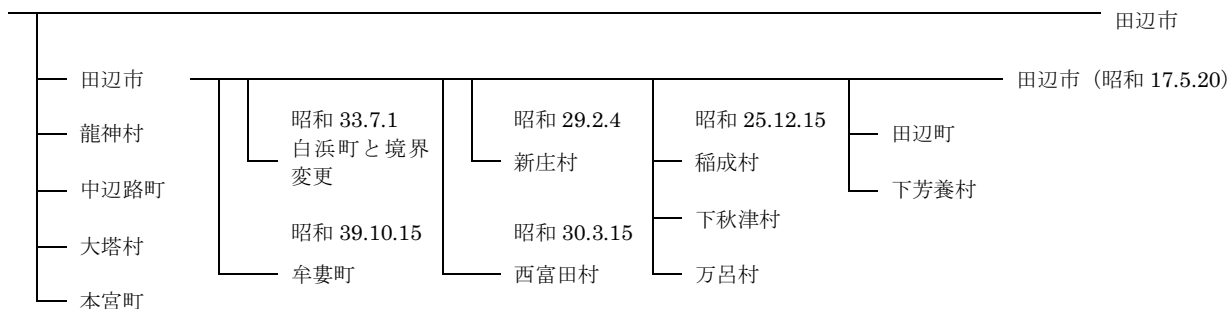 田辺市
田辺市
田辺市（昭和 17.5.20）
昭和 33.7.1
白浜町と境界
変更
昭和 29.2.4
新庄村
昭和 25.12.15
稲成村
田辺町
龍神村
中辺路町
下芳養村
下秋津村
昭和 39.10.15
牟婁町
昭和 30.3.15
西富田村
万呂村
大塔村
本宮町